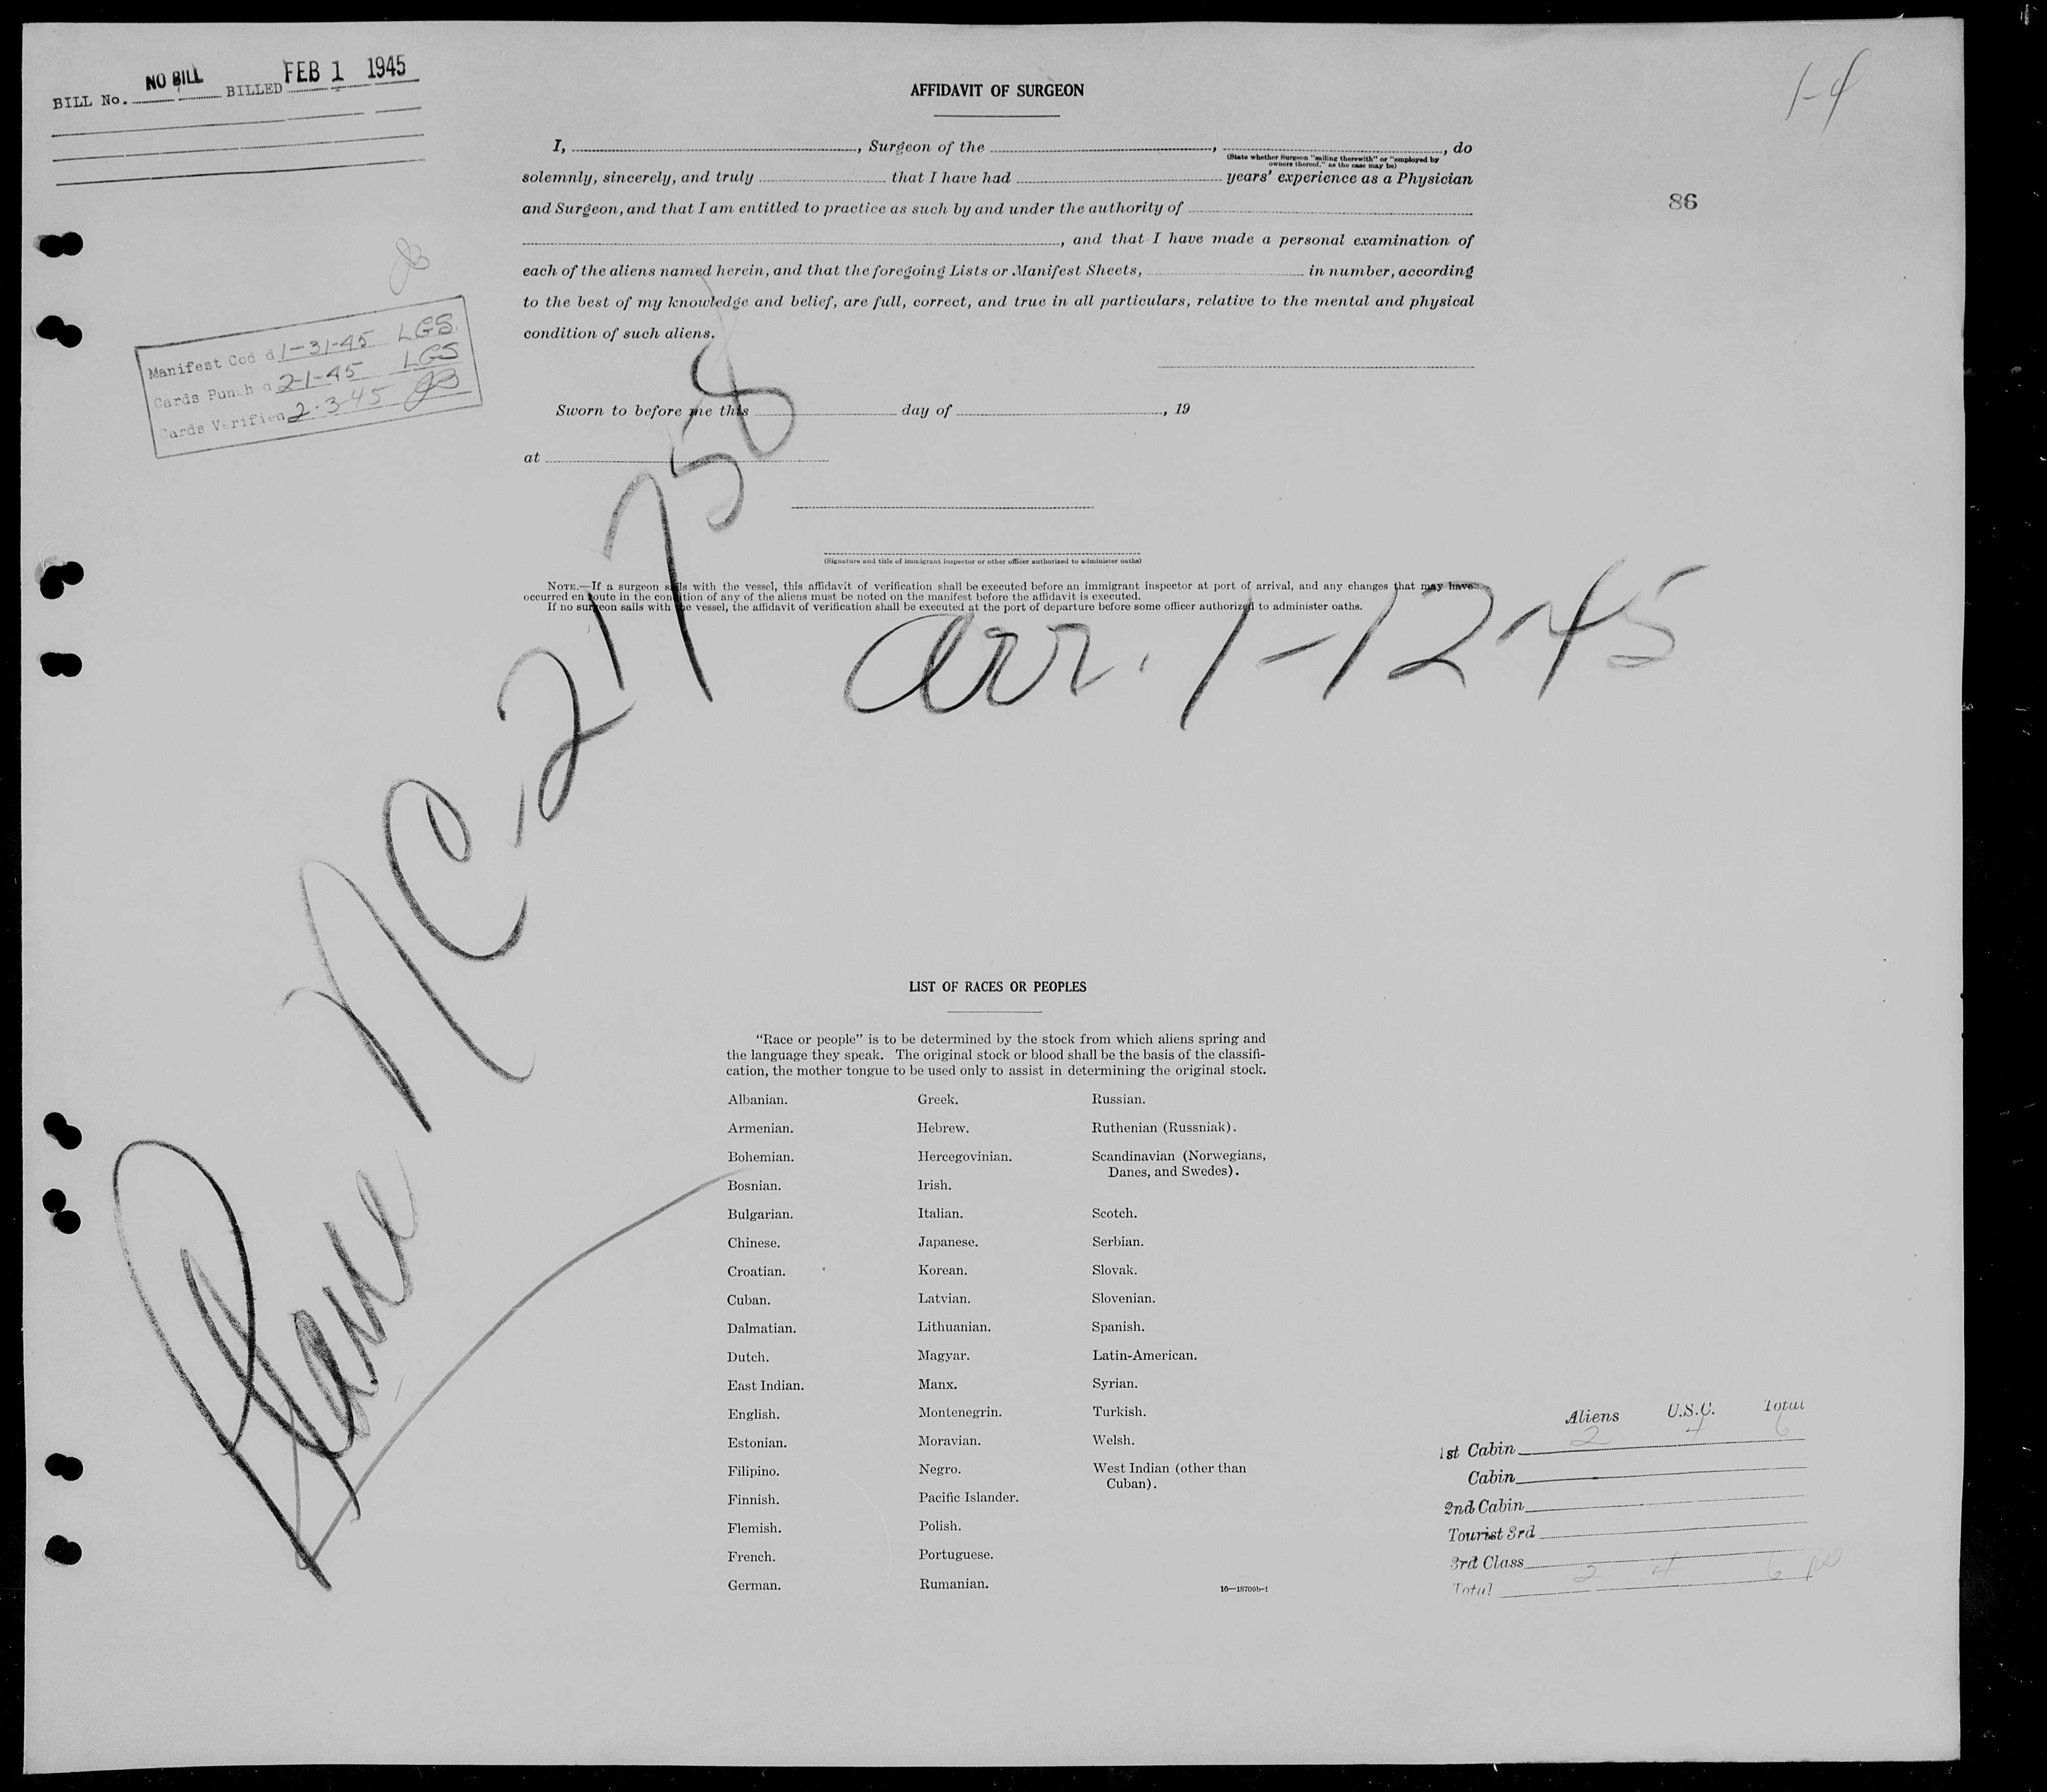 BILL No. NO BILL BILLED FEB 1 1945
1-4
86
AFFIDAVIT OF SURGEON
I, , Surgeon of the , , do
(State whether Surgeon "sailing therewith" or "employed by
owners thereof," as the case may be)
solemnly, sincerely, and truly that I have had years' experience as a Physician
and Surgeon, and that I am entitled to practice as such by and under the authority of
, and that I have made a personal examination of
each of the aliens named herein, and that the foregoing Lists or Manifest Sheets, in number, according
to the best of my knowledge and belief, are full, correct, and true in all particulars, relative to the mental and physical
condition of such aliens.
Manifest Cod d 1-31-45 LGS
Cards Punch d 2-1-45 LGS
Cards Verified 2-3-45 JB
Sworn to before me this day of , 19
at
(Signature and title of immigrant inspector or other officer authorized to administer oaths)
NOTE.—If a surgeon sails with the vessel, this affidavit of verification shall be executed before an immigrant inspector at port of arrival, and any changes that may have
occurred en route in the condition of any of the aliens must be noted on the manifest before the affidavit is executed.
If no surgeon sails with the vessel, the affidavit of verification shall be executed at the port of departure before some officer authorized to administer oaths.
Plane NC-21758
arr. 1-12-45
LIST OF RACES OR PEOPLES
"Race or people" is to be determined by the stock from which aliens spring and
the language they speak. The original stock or blood shall be the basis of the classifi-
cation, the mother tongue to be used only to assist in determining the original stock.
Albanian. Greek. Russian.
Armenian. Hebrew. Ruthenian (Russniak).
Bohemian. Hercegovinian. Scandinavian (Norwegians,
Danes, and Swedes).
Bosnian. Irish.
Bulgarian. Italian. Scotch.
Chinese. Japanese. Serbian.
Croatian. Korean. Slovak.
Cuban. Latvian. Slovenian.
Dalmatian. Lithuanian. Spanish.
Dutch. Magyar. Latin-American.
East Indian. Manx. Syrian.
English. Montenegrin. Turkish.
Estonian. Moravian. Welsh.
Filipino. Negro. West Indian (other than
Cuban).
Finnish. Pacific Islander.
Flemish. Polish.
French. Portuguese.
German. Rumanian.
16—18709b-1
Aliens U.S.C. Total
1st Cabin 2 4 6
Cabin
2nd Cabin
Tourist 3rd
3rd Class
Total 2 4 6